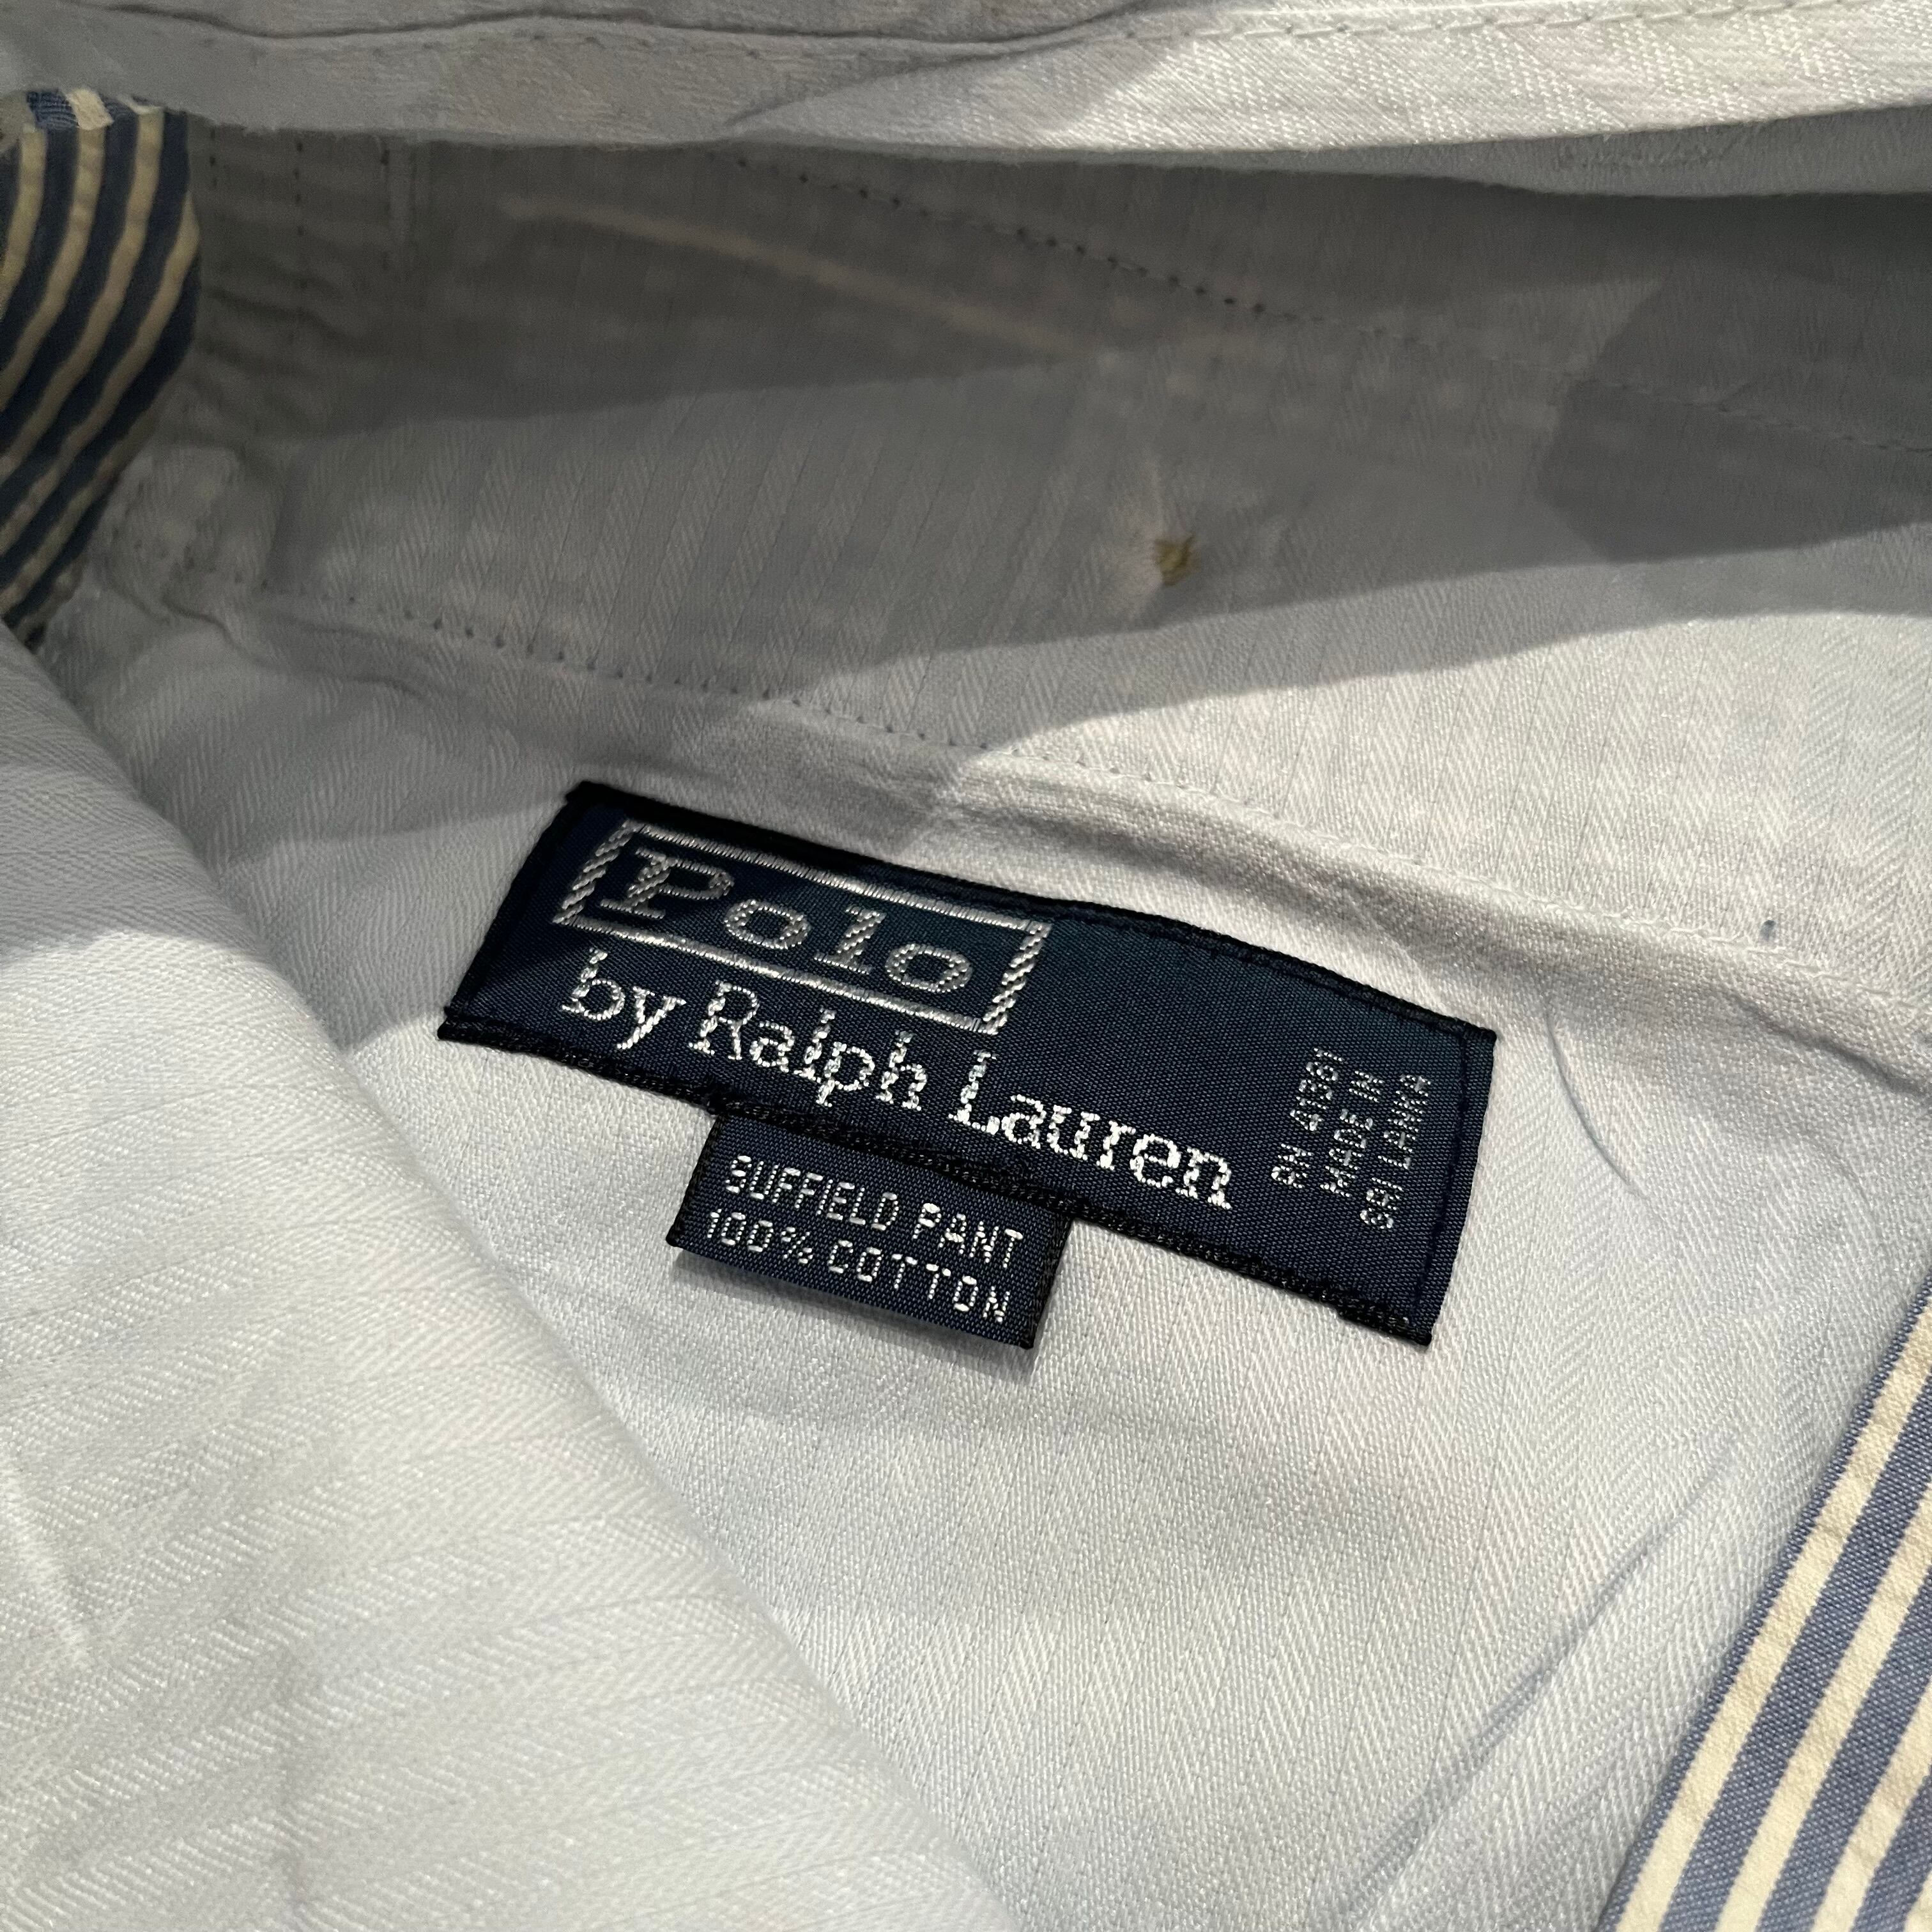 Polo
by Ralph Lauren
RN 41381
MADE IN
SRI LANKA
SUFFIELD PANT
100% COTTON